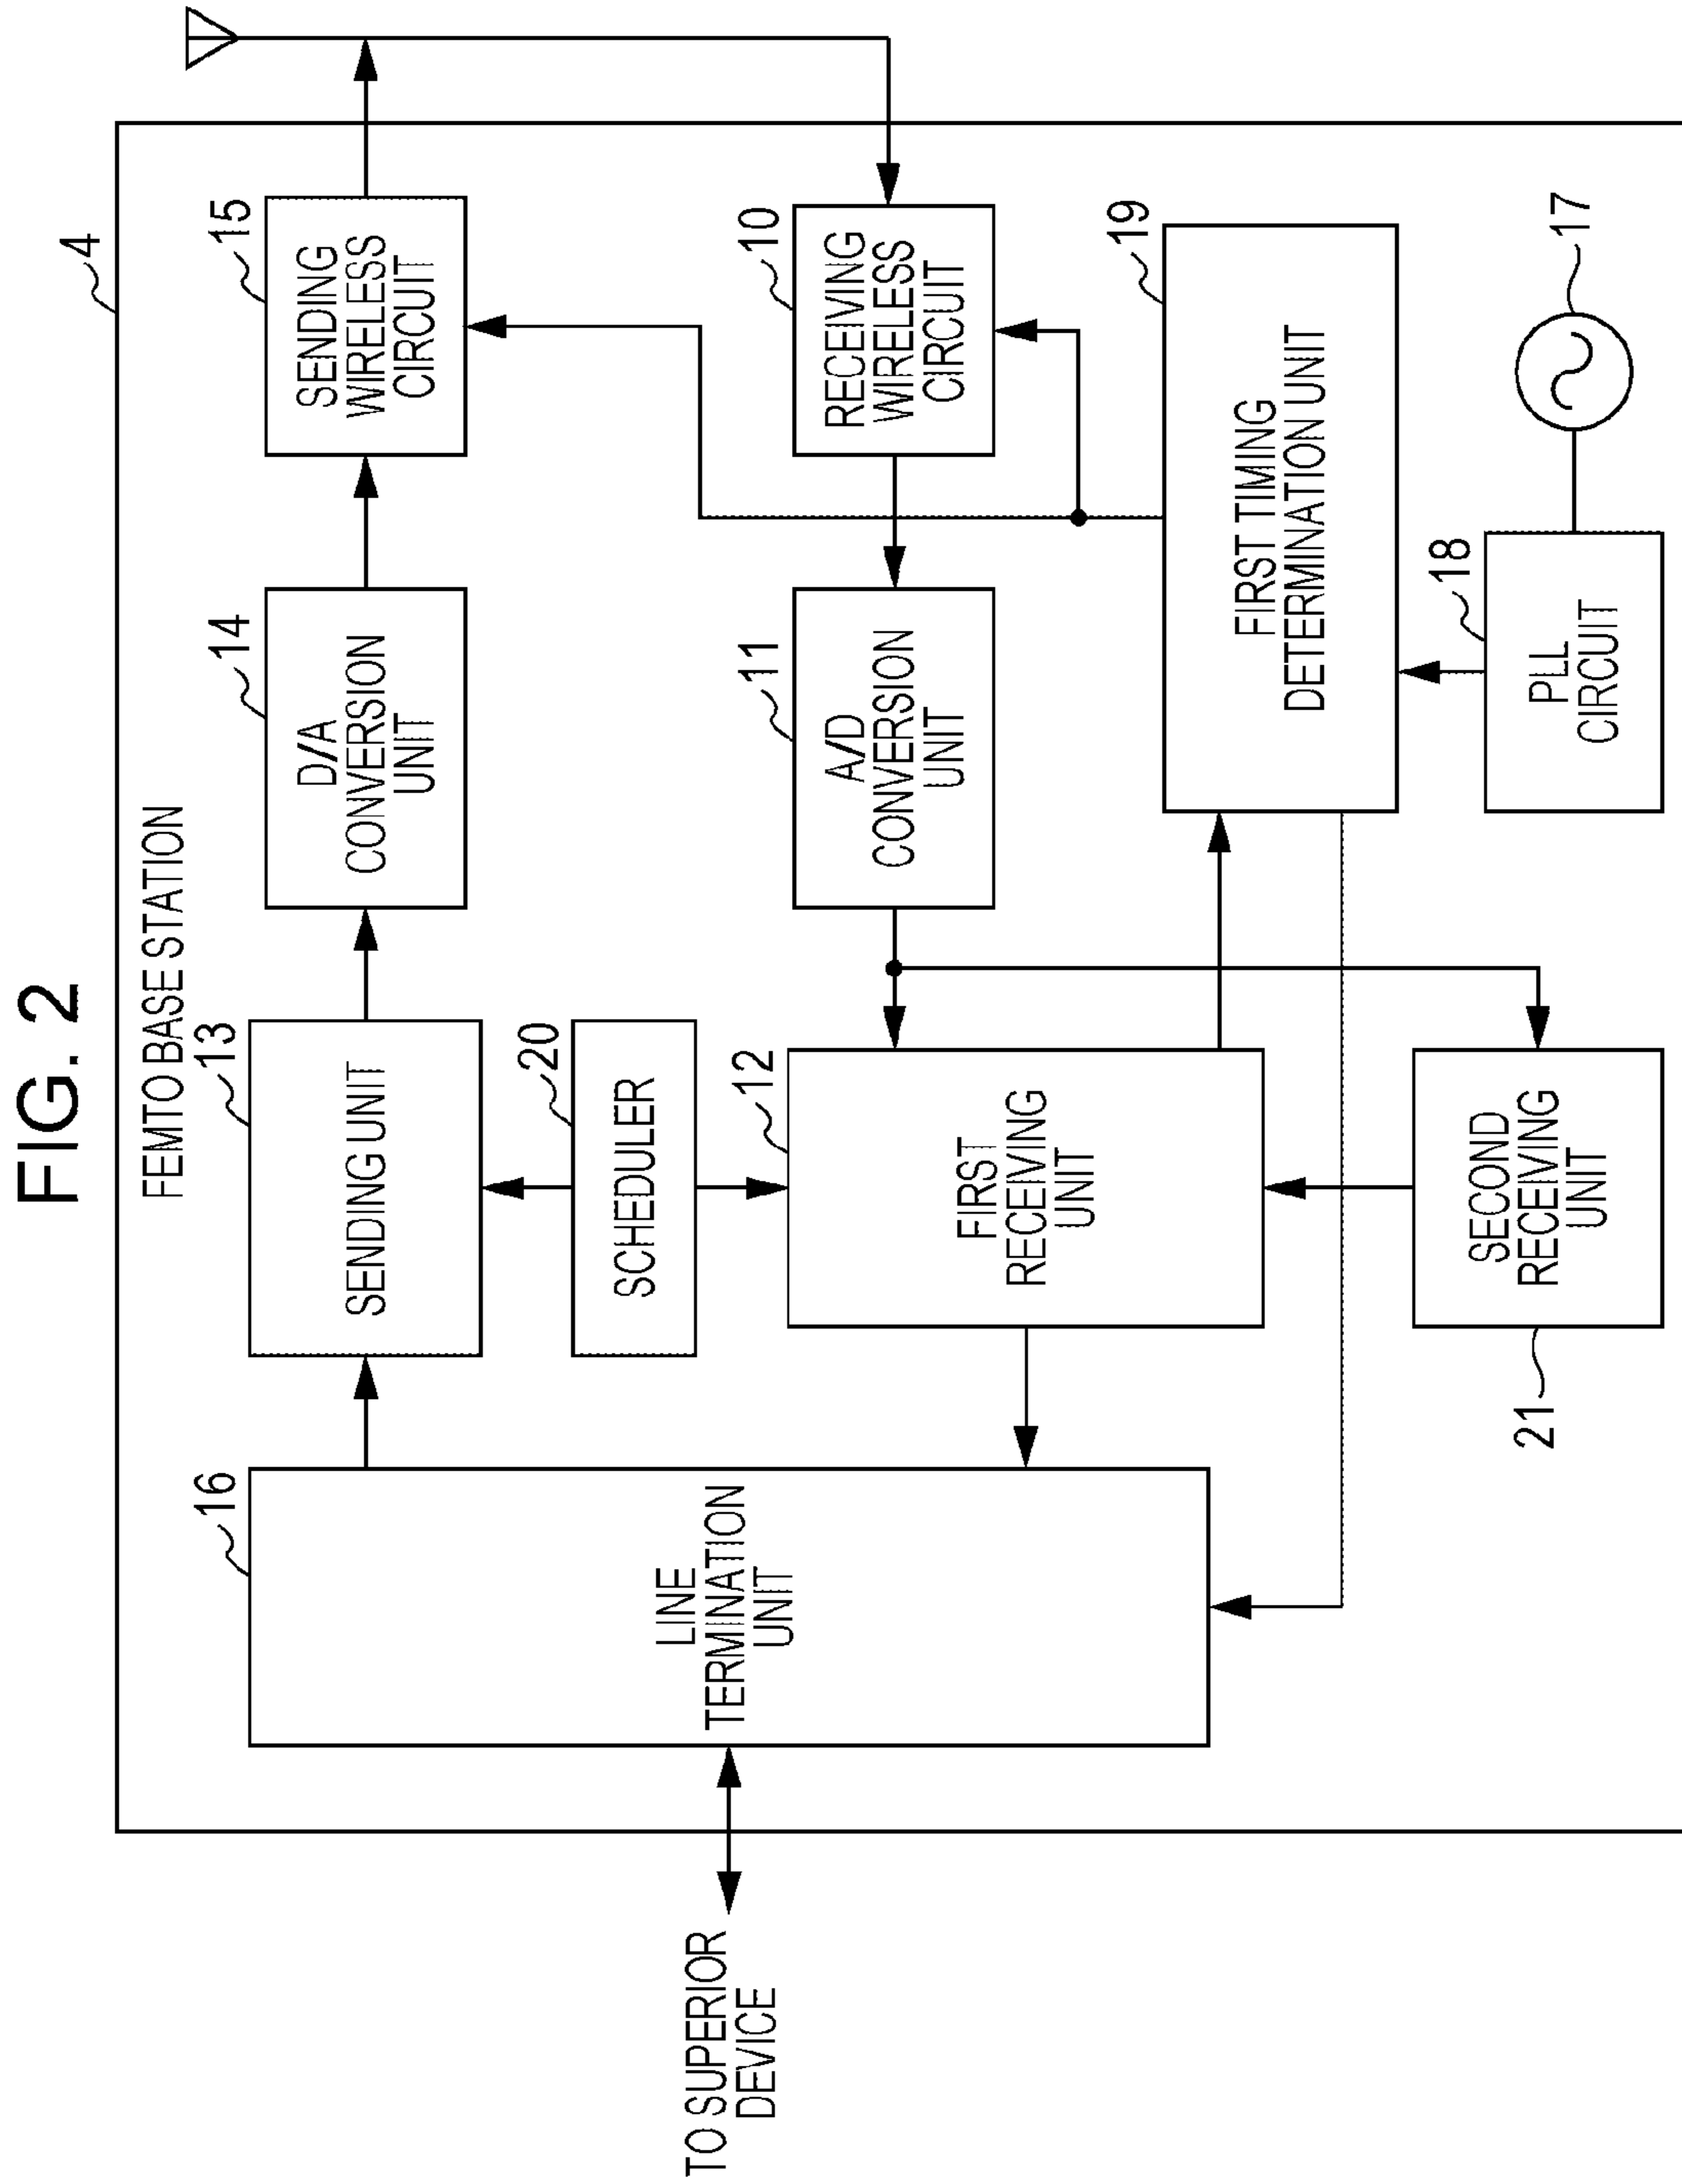 FIG. 2
FEMTO BASE STATION
4
16
LINE
TERMINATION
UNIT
13
SENDING UNIT
14
D/A
CONVERSION
UNIT
15
SENDING
WIRELESS
CIRCUIT
20
SCHEDULER
12
FIRST
RECEIVING
UNIT
11
A/D
CONVERSION
UNIT
10
RECEIVING
WIRELESS
CIRCUIT
19
FIRST TIMING
DETERMINATION UNIT
21
SECOND
RECEIVING
UNIT
18
PLL
CIRCUIT
17
TO SUPERIOR
DEVICE